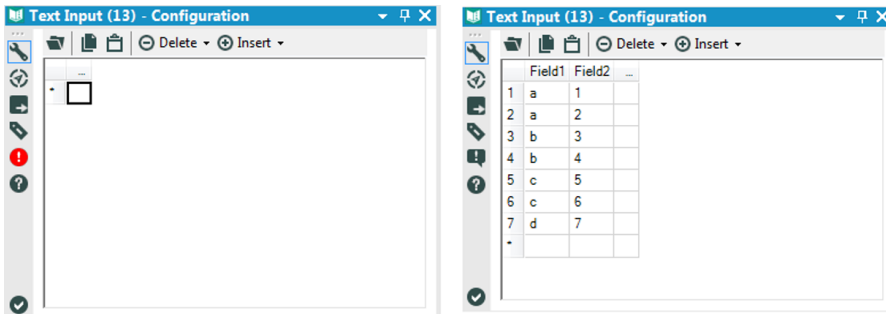 Text Input (13) - Configuration
Delete Insert
...
*
Text Input (13) - Configuration
Delete Insert
Field1 Field2 ...
1 a 1
2 a 2
3 b 3
4 b 4
5 c 5
6 c 6
7 d 7
*